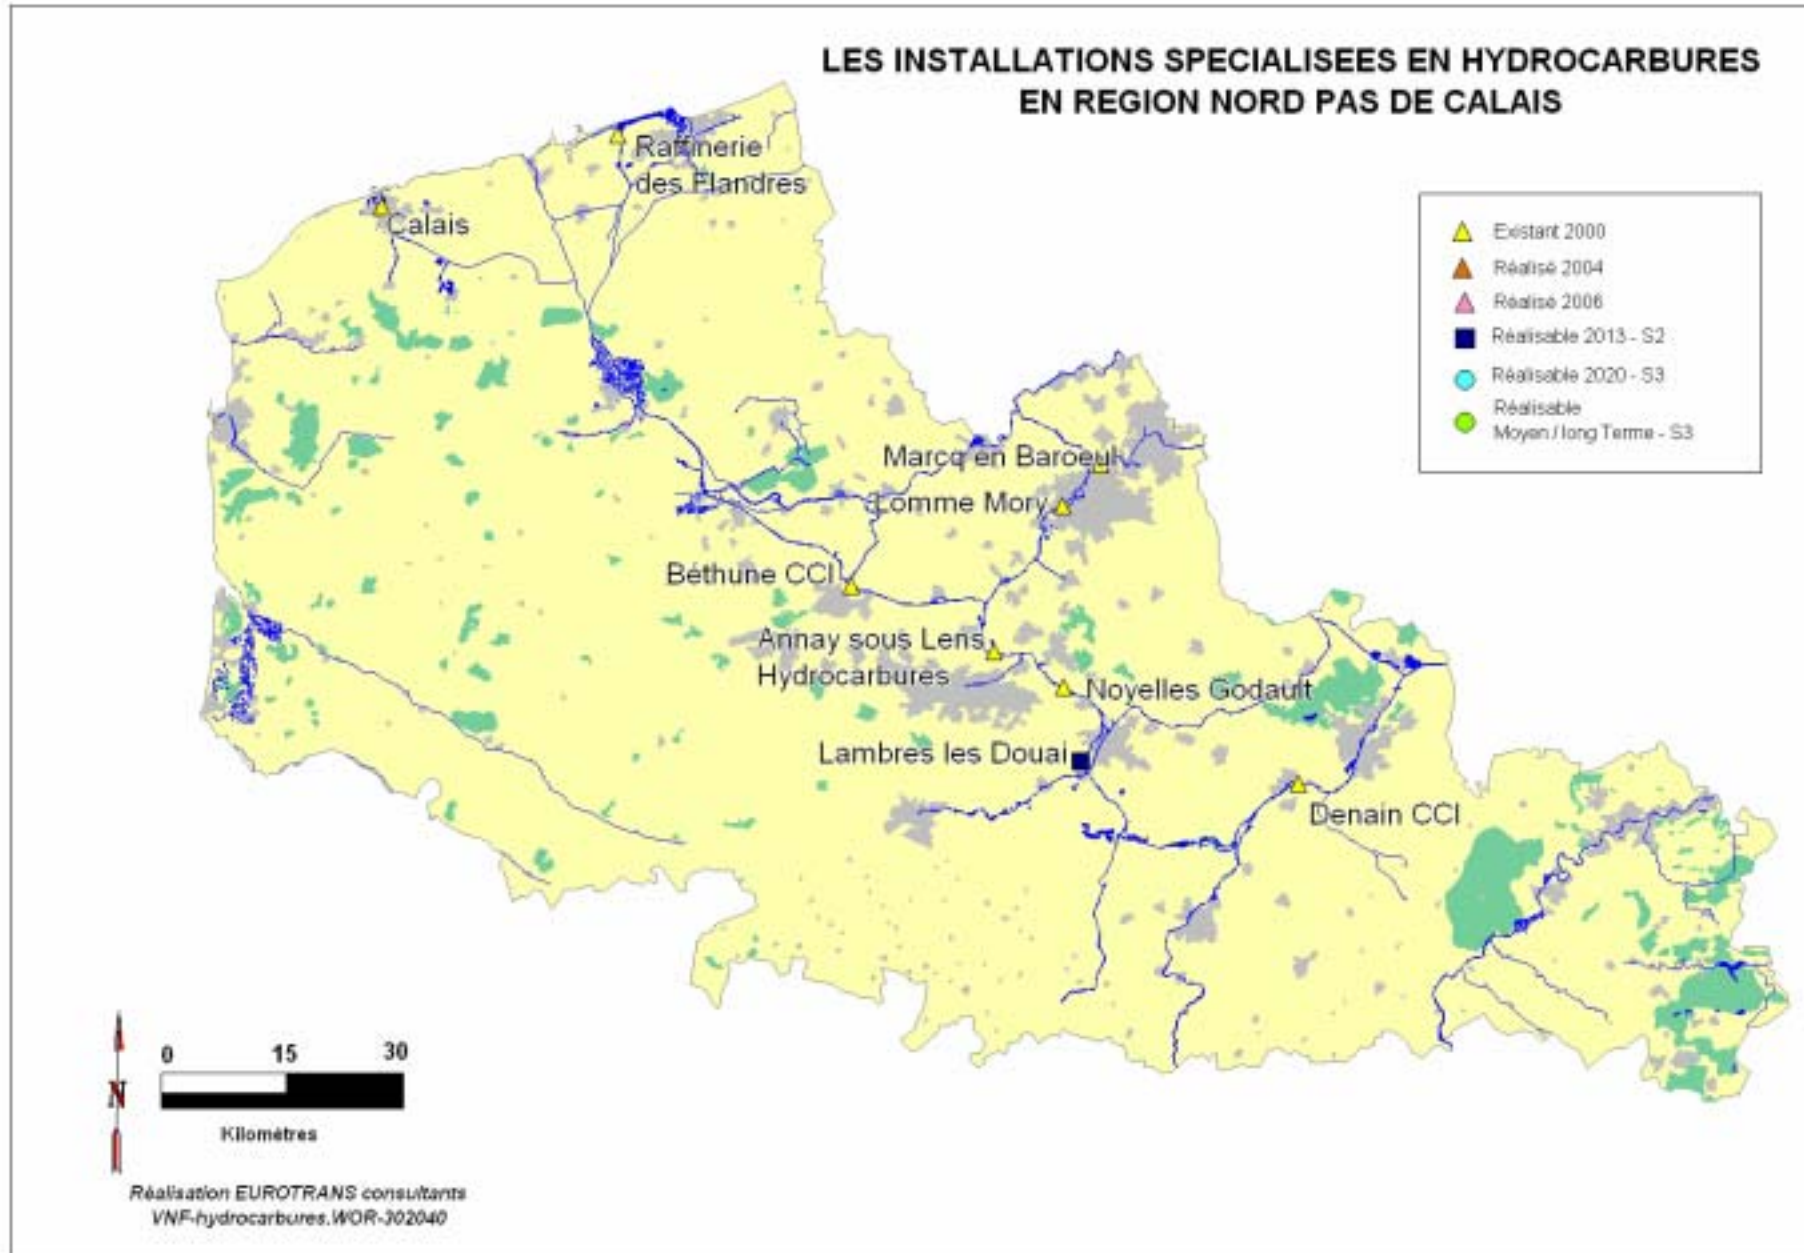 LES INSTALLATIONS SPECIALISEES EN HYDROCARBURES
EN REGION NORD PAS DE CALAIS
Raffinerie
des Flandres
Calais
Existant 2000
Réalisé 2004
Réalisé 2006
Réalisable 2013 - S2
Réalisable 2020 - S3
Réalisable
Moyen / long Terme - S3
Marcq en Baroeul
Lomme Mory
Béthune CCI
Annay sous Lens
Hydrocarbures
Noyelles Godault
Lambres les Douai
Denain CCI
0 15 30
N
Kilomètres
Réalisation EUROTRANS consultants
VNF-hydrocarbures.WOR-302040